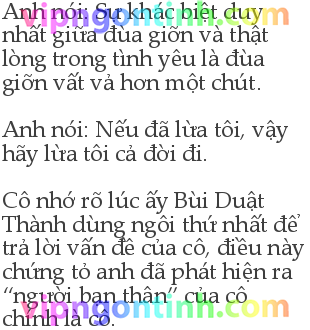 Anh nói: Sự khác biệt duy
nhất giữa đùa giỡn và thật
lòng trong tình yêu là đùa
giỡn vất vả hơn một chút.
Anh nói: Nếu đã lừa tôi, vậy
hãy lừa tôi cả đời đi.
Cô nhớ rõ lúc ấy Bùi Duật
Thành dùng ngôi thứ nhất để
trả lời vấn đề của cô, điều này
chứng tỏ anh đã phát hiện ra
“người bạn thân” của cô
chính là cô.
vipngontinh.com
vipngontinh.com